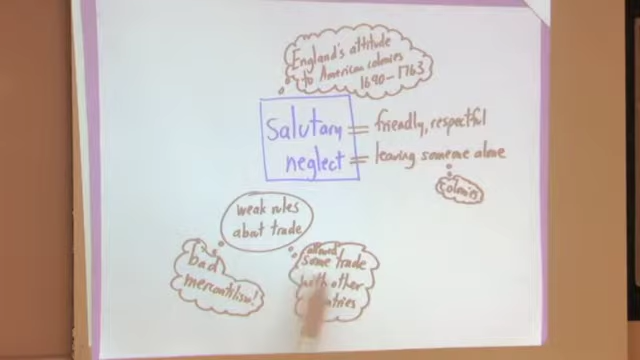 England's attitude
to American colonies
1690-1763
Salutary = friendly, respectful
neglect = leaving someone alone
colonies
weak rules
about trade
bad
mercantilism!
allowed
some trade
with other